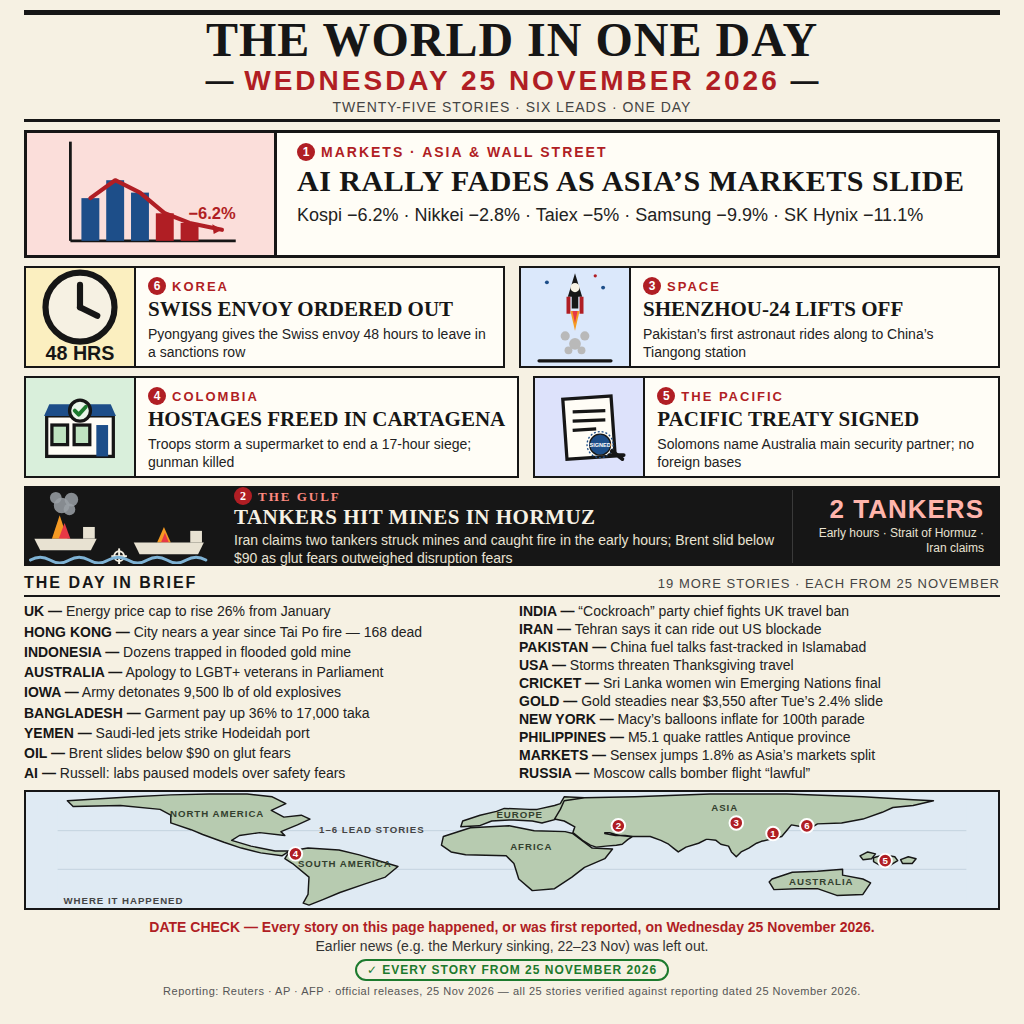 THE WORLD IN ONE DAY
— WEDNESDAY 25 NOVEMBER 2026 —
TWENTY-FIVE STORIES · SIX LEADS · ONE DAY
−6.2%
1 MARKETS · ASIA & WALL STREET
AI RALLY FADES AS ASIA’S MARKETS SLIDE
Kospi −6.2% · Nikkei −2.8% · Taiex −5% · Samsung −9.9% · SK Hynix −11.1%
48 HRS
6 KOREA
SWISS ENVOY ORDERED OUT
Pyongyang gives the Swiss envoy 48 hours to leave in
a sanctions row
3 SPACE
SHENZHOU-24 LIFTS OFF
Pakistan’s first astronaut rides along to China’s
Tiangong station
4 COLOMBIA
HOSTAGES FREED IN CARTAGENA
Troops storm a supermarket to end a 17-hour siege;
gunman killed
SIGNED
5 THE PACIFIC
PACIFIC TREATY SIGNED
Solomons name Australia main security partner; no
foreign bases
2 THE GULF
TANKERS HIT MINES IN HORMUZ
Iran claims two tankers struck mines and caught fire in the early hours; Brent slid below
$90 as glut fears outweighed disruption fears
2 TANKERS
Early hours · Strait of Hormuz ·
Iran claims
THE DAY IN BRIEF
19 MORE STORIES · EACH FROM 25 NOVEMBER
UK — Energy price cap to rise 26% from January
HONG KONG — City nears a year since Tai Po fire — 168 dead
INDONESIA — Dozens trapped in flooded gold mine
AUSTRALIA — Apology to LGBT+ veterans in Parliament
IOWA — Army detonates 9,500 lb of old explosives
BANGLADESH — Garment pay up 36% to 17,000 taka
YEMEN — Saudi-led jets strike Hodeidah port
OIL — Brent slides below $90 on glut fears
AI — Russell: labs paused models over safety fears
INDIA — “Cockroach” party chief fights UK travel ban
IRAN — Tehran says it can ride out US blockade
PAKISTAN — China fuel talks fast-tracked in Islamabad
USA — Storms threaten Thanksgiving travel
CRICKET — Sri Lanka women win Emerging Nations final
GOLD — Gold steadies near $3,550 after Tue’s 2.4% slide
NEW YORK — Macy’s balloons inflate for 100th parade
PHILIPPINES — M5.1 quake rattles Antique province
MARKETS — Sensex jumps 1.8% as Asia’s markets split
RUSSIA — Moscow calls bomber flight “lawful”
NORTH AMERICA
EUROPE
ASIA
1–6 LEAD STORIES
2
3
1
6
AFRICA
4
SOUTH AMERICA
5
AUSTRALIA
WHERE IT HAPPENED
DATE CHECK — Every story on this page happened, or was first reported, on Wednesday 25 November 2026.
Earlier news (e.g. the Merkury sinking, 22–23 Nov) was left out.
✓ EVERY STORY FROM 25 NOVEMBER 2026
Reporting: Reuters · AP · AFP · official releases, 25 Nov 2026 — all 25 stories verified against reporting dated 25 November 2026.